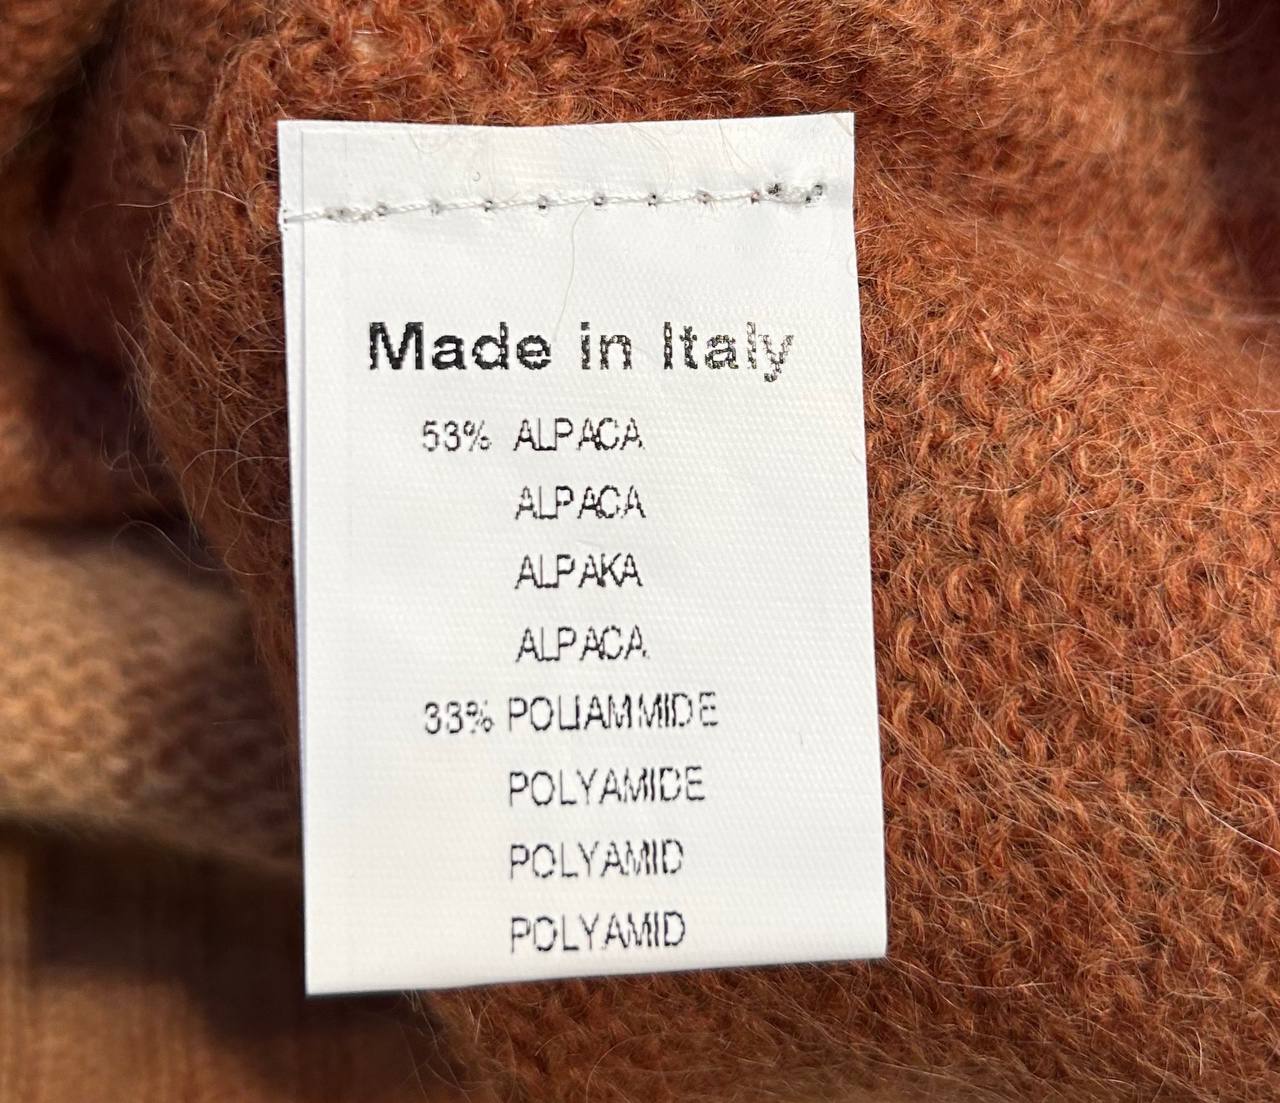 Made in Italy
53% ALPACA
ALPACA
ALPAKA
ALPACA
33% POLIAMMIDE
POLYAMIDE
POLYAMID
POLYAMID